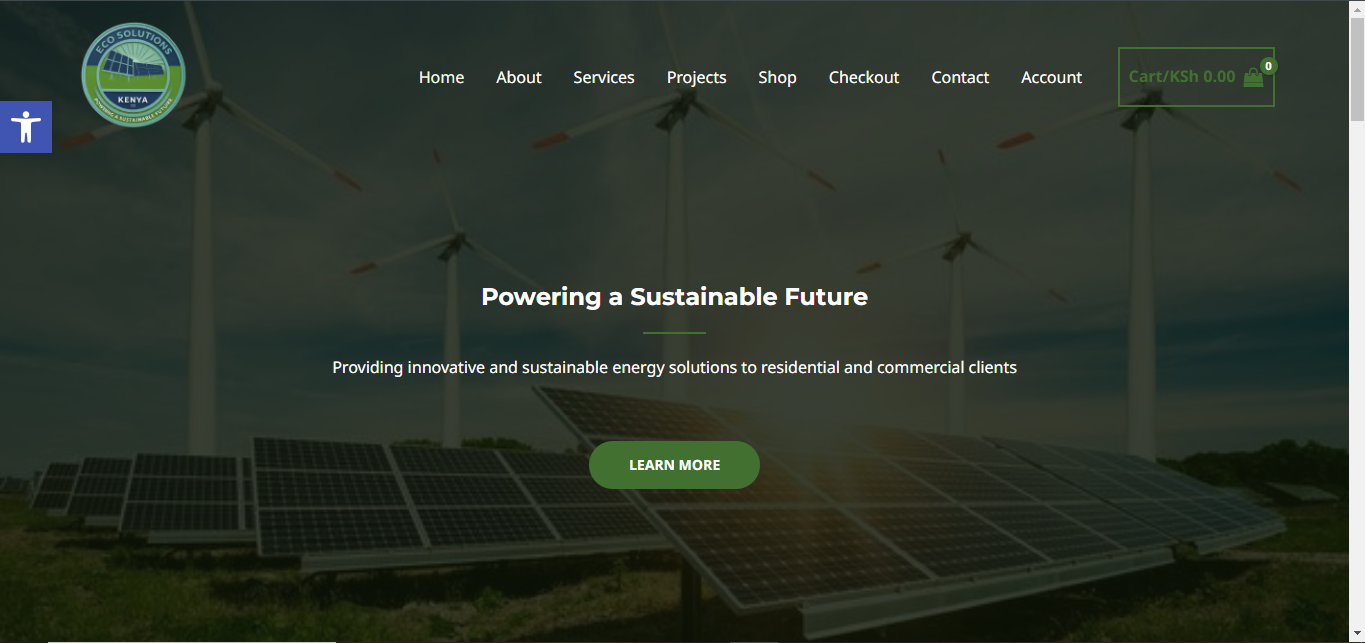 ECO SOLUTIONS
KENYA
POWERING A SUSTAINABLE FUTURE
Home About Services Projects Shop Checkout Contact Account Cart/KSh 0.00 0
Powering a Sustainable Future
Providing innovative and sustainable energy solutions to residential and commercial clients
LEARN MORE